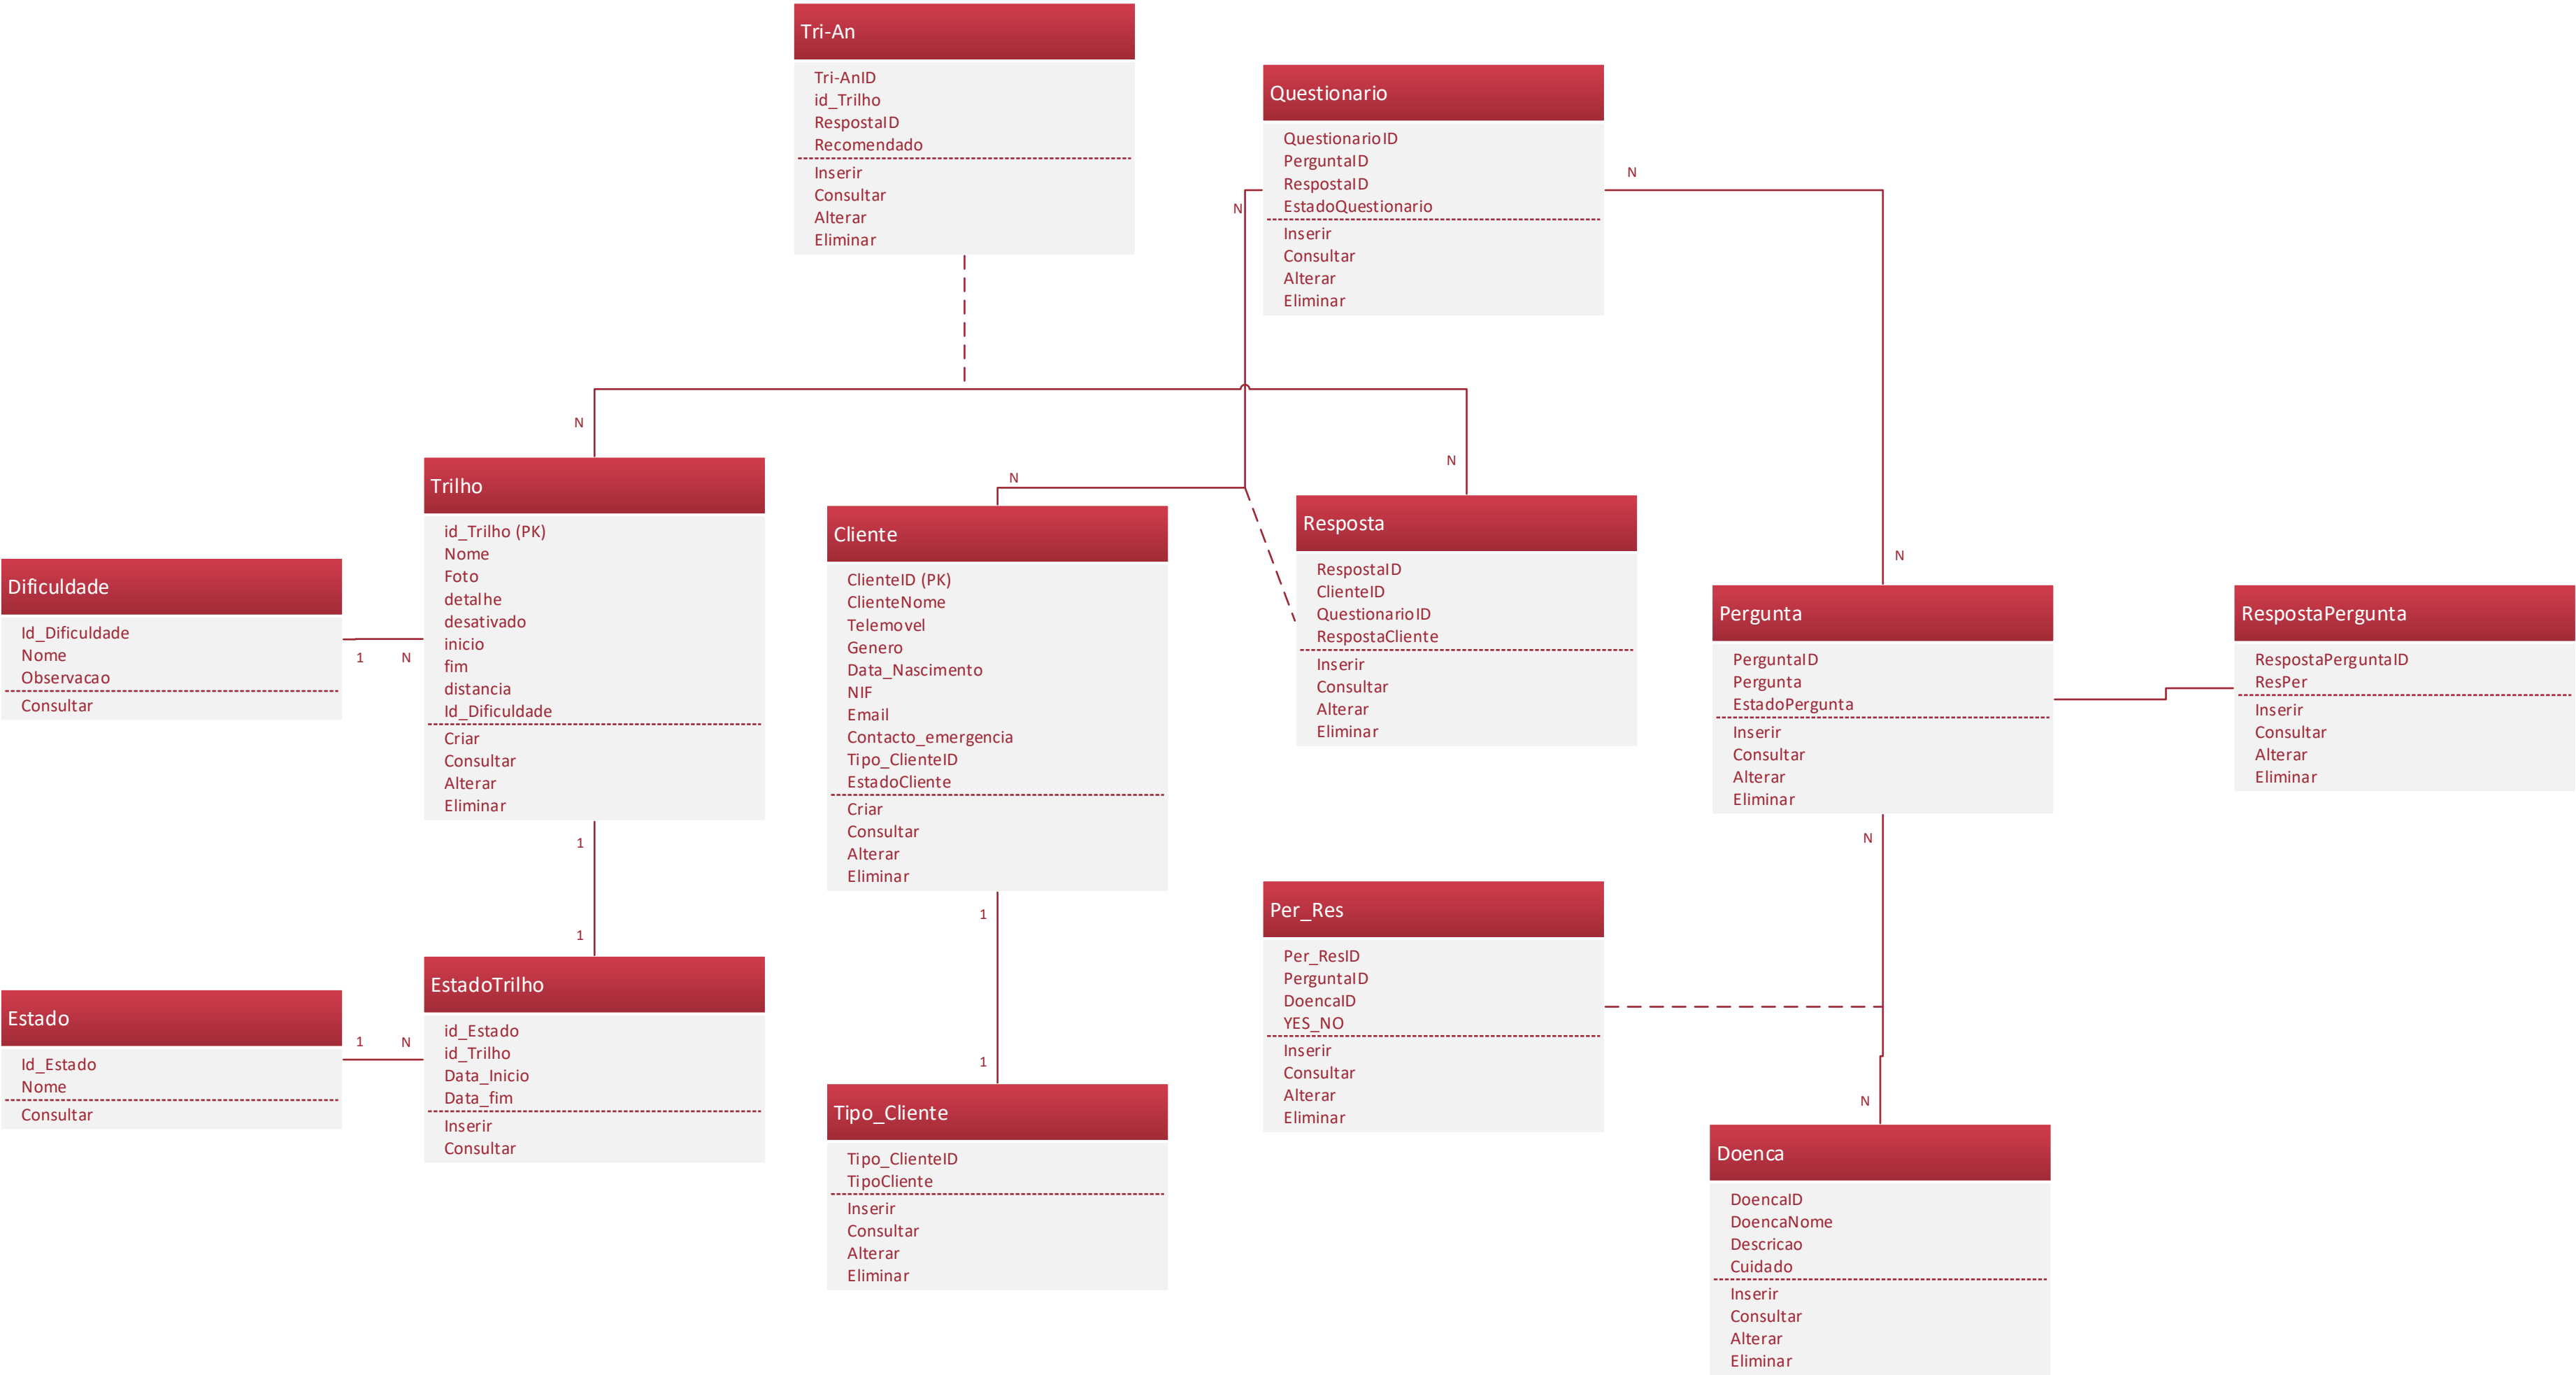 Tri-An
Tri-AnID
id_Trilho
RespostaID
Recomendado
Inserir
Consultar
Alterar
Eliminar
Questionario
QuestionarioID
PerguntaID
RespostaID
EstadoQuestionario
Inserir
Consultar
Alterar
Eliminar
N
N
N
N
N
N
Trilho
id_Trilho (PK)
Nome
Foto
detalhe
desativado
inicio
fim
distancia
Id_Dificuldade
Criar
Consultar
Alterar
Eliminar
Cliente
ClienteID (PK)
ClienteNome
Telemovel
Genero
Data_Nascimento
NIF
Email
Contacto_emergencia
Tipo_ClienteID
EstadoCliente
Criar
Consultar
Alterar
Eliminar
Resposta
RespostaID
ClienteID
QuestionarioID
RespostaCliente
Inserir
Consultar
Alterar
Eliminar
Dificuldade
Id_Dificuldade
Nome
Observacao
Consultar
1
N
Pergunta
PerguntaID
Pergunta
EstadoPergunta
Inserir
Consultar
Alterar
Eliminar
RespostaPergunta
RespostaPerguntaID
ResPer
Inserir
Consultar
Alterar
Eliminar
1
1
N
1
1
N
Per_Res
Per_ResID
PerguntaID
DoencaID
YES_NO
Inserir
Consultar
Alterar
Eliminar
EstadoTrilho
id_Estado
id_Trilho
Data_Inicio
Data_fim
Inserir
Consultar
Estado
Id_Estado
Nome
Consultar
1
N
Tipo_Cliente
Tipo_ClienteID
TipoCliente
Inserir
Consultar
Alterar
Eliminar
Doenca
DoencaID
DoencaNome
Descricao
Cuidado
Inserir
Consultar
Alterar
Eliminar